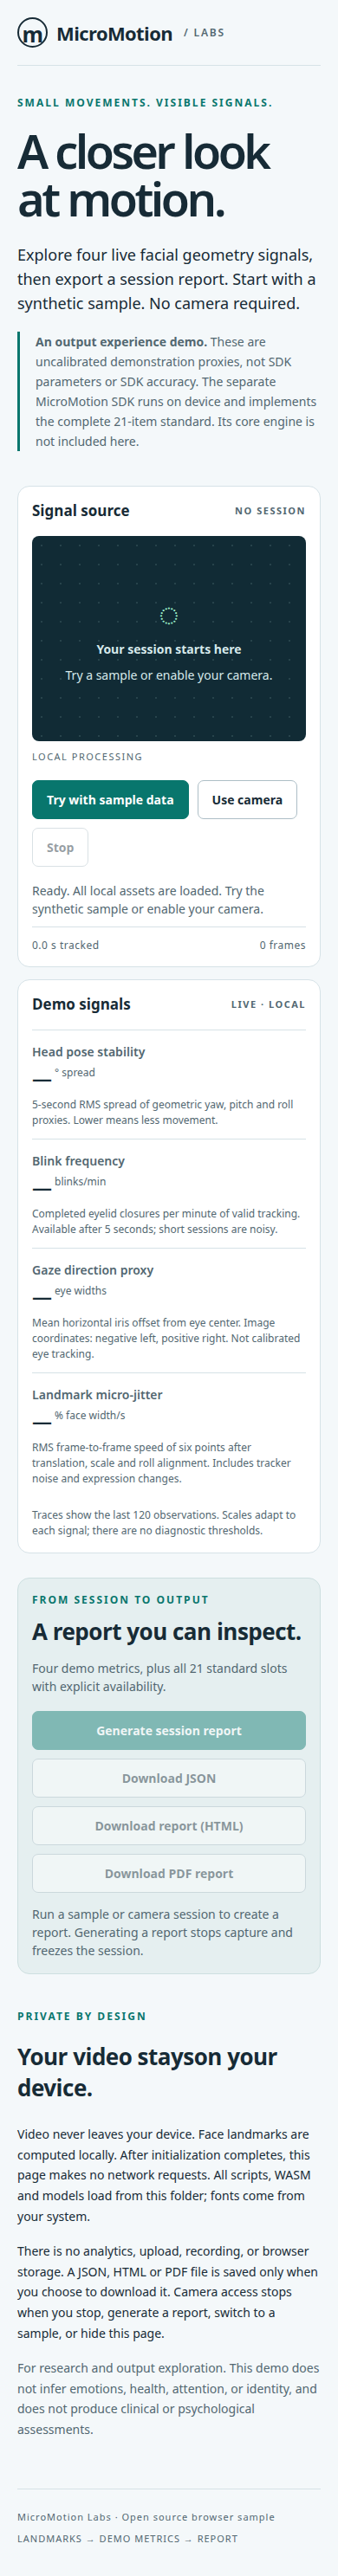 m MicroMotion / LABS
SMALL MOVEMENTS. VISIBLE SIGNALS.
A closer look
at motion.
Explore four live facial geometry signals,
then export a session report. Start with a
synthetic sample. No camera required.
An output experience demo. These are
uncalibrated demonstration proxies, not SDK
parameters or SDK accuracy. The separate
MicroMotion SDK runs on device and implements
the complete 21-item standard. Its core engine is
not included here.
Signal source NO SESSION
Your session starts here
Try a sample or enable your camera.
LOCAL PROCESSING
Try with sample data Use camera
Stop
Ready. All local assets are loaded. Try the
synthetic sample or enable your camera.
0.0 s tracked 0 frames
Demo signals LIVE · LOCAL
Head pose stability
— ° spread
5-second RMS spread of geometric yaw, pitch and roll
proxies. Lower means less movement.
Blink frequency
— blinks/min
Completed eyelid closures per minute of valid tracking.
Available after 5 seconds; short sessions are noisy.
Gaze direction proxy
— eye widths
Mean horizontal iris offset from eye center. Image
coordinates: negative left, positive right. Not calibrated
eye tracking.
Landmark micro-jitter
— % face width/s
RMS frame-to-frame speed of six points after
translation, scale and roll alignment. Includes tracker
noise and expression changes.
Traces show the last 120 observations. Scales adapt to
each signal; there are no diagnostic thresholds.
FROM SESSION TO OUTPUT
A report you can inspect.
Four demo metrics, plus all 21 standard slots
with explicit availability.
Generate session report
Download JSON
Download report (HTML)
Download PDF report
Run a sample or camera session to create a
report. Generating a report stops capture and
freezes the session.
PRIVATE BY DESIGN
Your video stayson your
device.
Video never leaves your device. Face landmarks are
computed locally. After initialization completes, this
page makes no network requests. All scripts, WASM
and models load from this folder; fonts come from
your system.
There is no analytics, upload, recording, or browser
storage. A JSON, HTML or PDF file is saved only when
you choose to download it. Camera access stops
when you stop, generate a report, switch to a
sample, or hide this page.
For research and output exploration. This demo does
not infer emotions, health, attention, or identity, and
does not produce clinical or psychological
assessments.
MicroMotion Labs · Open source browser sample
LANDMARKS → DEMO METRICS → REPORT